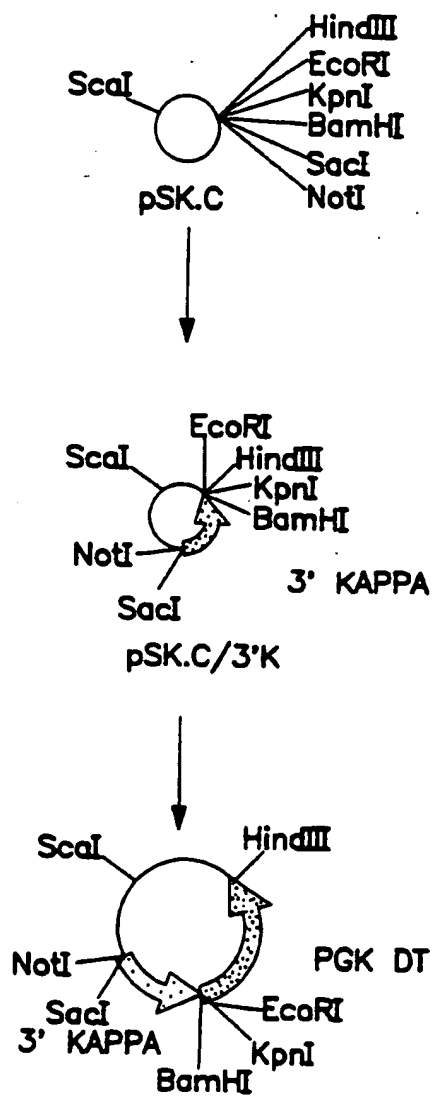 HindIII
EcoRI
ScaI
KpnI
BamHI
SacI
NotI
pSK.C
EcoRI
ScaI
HindIII
KpnI
BamHI
NotI
3' KAPPA
SacI
pSK.C/3'K
ScaI
HindIII
NotI
PGK DT
SacI
EcoRI
3' KAPPA
KpnI
BamHI